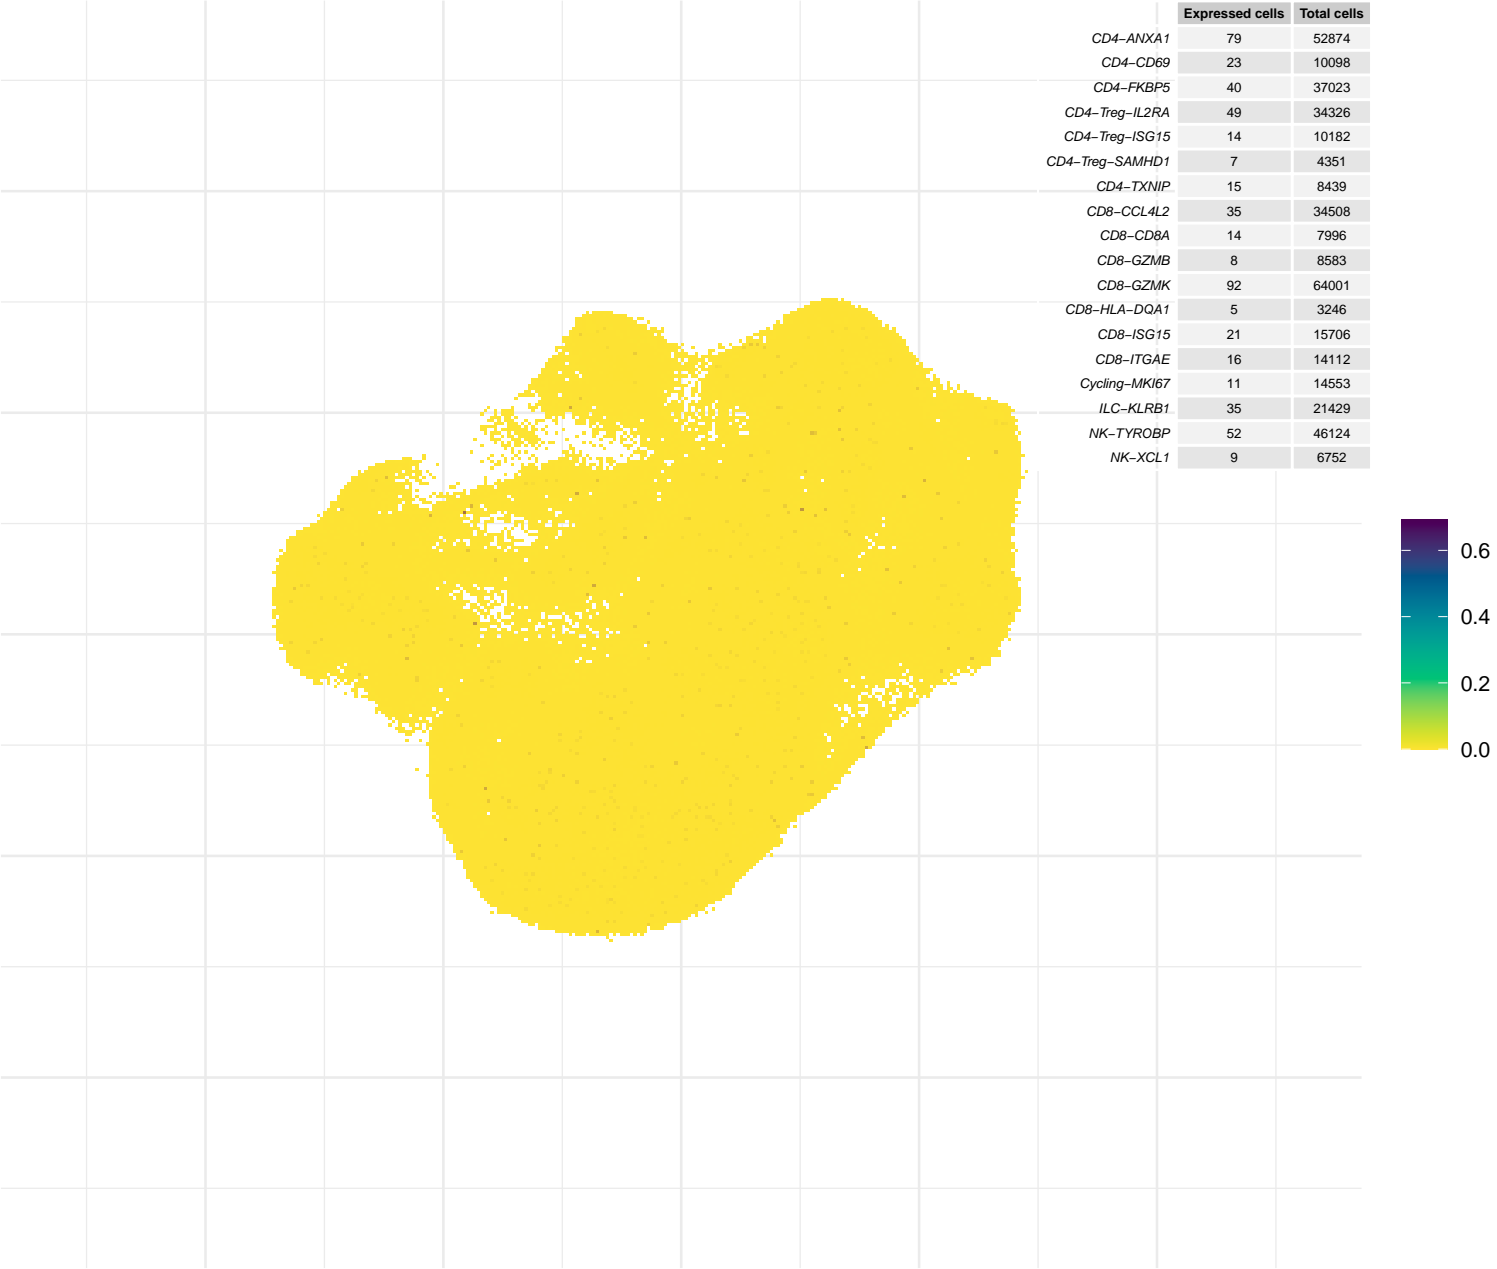 Expressed cells Total cells
CD4−ANXA1 79 52874
CD4−CD69 23 10098
CD4−FKBP5 40 37023
CD4−Treg−IL2RA 49 34326
CD4−Treg−ISG15 14 10182
CD4−Treg−SAMHD1 7 4351
CD4−TXNIP 15 8439
CD8−CCL4L2 35 34508
CD8−CD8A 14 7996
CD8−GZMB 8 8583
CD8−GZMK 92 64001
CD8−HLA−DQA1 5 3246
CD8−ISG15 21 15706
CD8−ITGAE 16 14112
Cycling−MKI67 11 14553
ILC−KLRB1 35 21429
NK−TYROBP 52 46124
NK−XCL1 9 6752
0.6
0.4
0.2
0.0